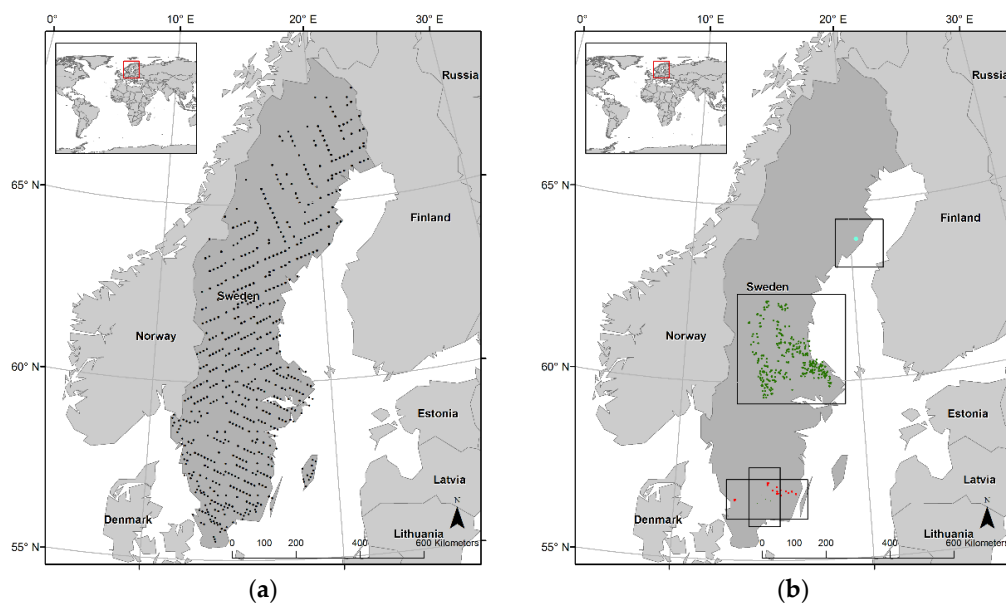 0° 10° E 20° E 30° E
Russia
65° N
Finland
Sweden
Norway
60° N
Estonia
Latvia
N
Denmark
Lithuania
55° N
0 100 200 400 600 Kilometers
(a)
0° 10° E 20° E 30° E
Russia
65° N
Finland
Sweden
Norway
60° N
Estonia
Latvia
N
Denmark
Lithuania
55° N
0 100 200 400 600 Kilometers
(b)